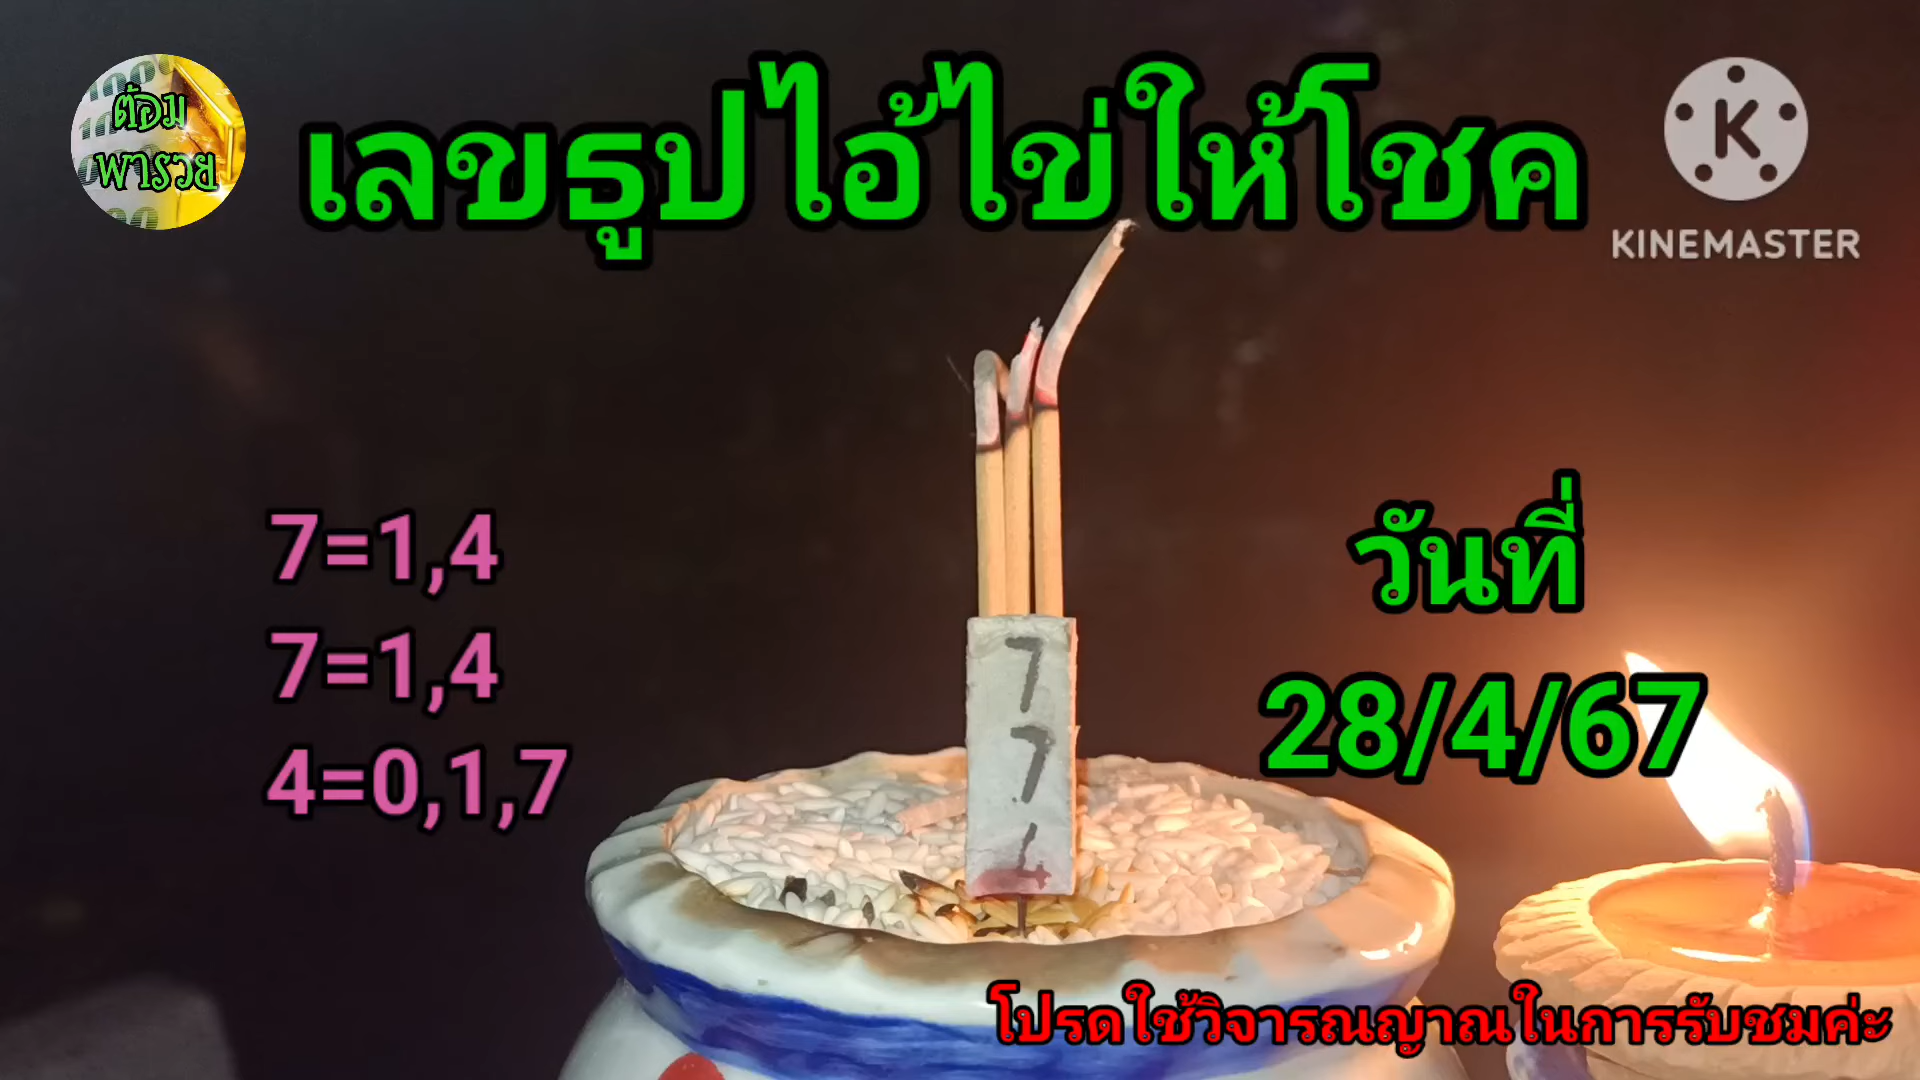 ต้อม
พารวย
เลขธูปไอ้ไข่ให้โชค
K
KINEMASTER
7=1,4
7=1,4
4=0,1,7
7
7
4
วันที่
28/4/67
โปรดใช้วิจารณญาณในการรับชมค่ะ